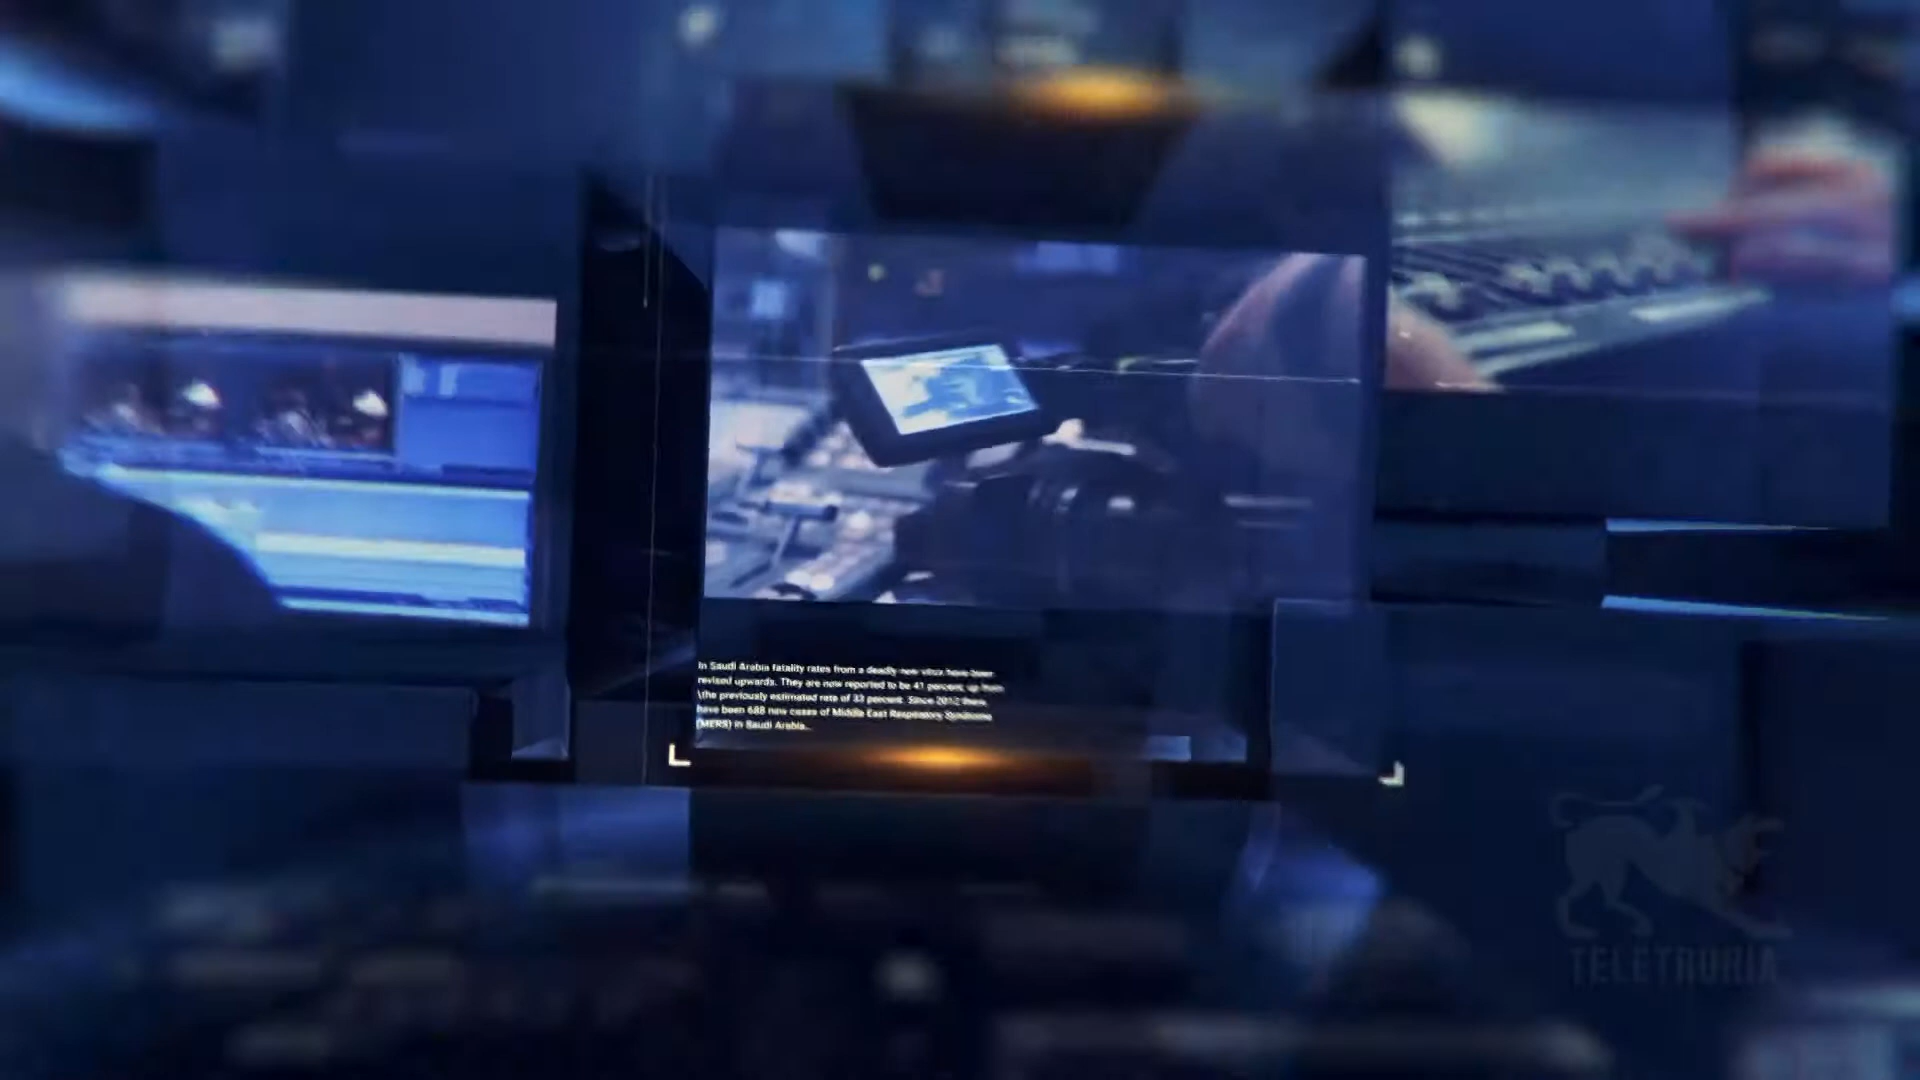 In Saudi Arabia fatality rates from a deadly new virus have been
revised upwards. They are now reported to be 41 percent, up from
\the previously estimated rate of 33 percent. Since 2012 there
have been 688 new cases of Middle East Respiratory Syndrome
(MERS) in Saudi Arabia...
TELETRURIA